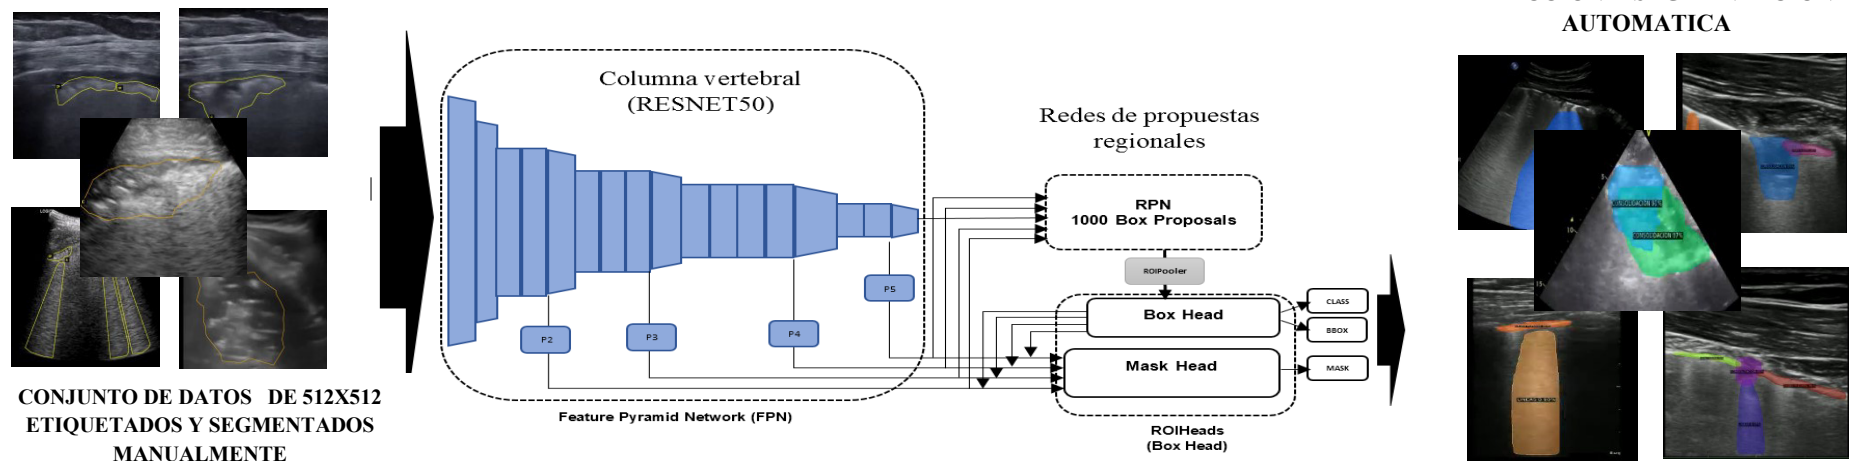 AUTOMATICA
Columna vertebral
(RESNET50)
Redes de propuestas
regionales
RPN
1000 Box Proposals
ROIPooler
P5
P4
P3
P2
Box Head
Mask Head
CLASS
BBOX
MASK
Feature Pyramid Network (FPN)
ROIHeads
(Box Head)
CONJUNTO DE DATOS DE 512X512
ETIQUETADOS Y SEGMENTADOS
MANUALMENTE
CONSOLIDACION 97%